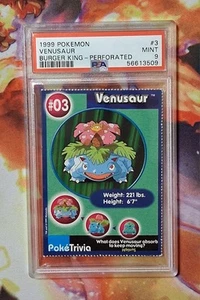 1999 POKEMON #3
VENUSAUR MINT
BURGER KING - PERFORATED 9
PSA 56613509
#03 Venusaur
Weight: 221 lbs.
Height: 6'7"
PokéTrivia
What does Venusaur absorb
to keep moving?